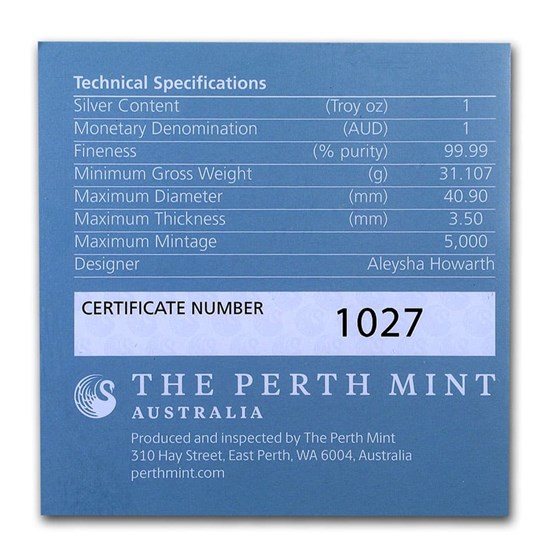 Technical Specifications
Silver Content (Troy oz) 1
Monetary Denomination (AUD) 1
Fineness (% purity) 99.99
Minimum Gross Weight (g) 31.107
Maximum Diameter (mm) 40.90
Maximum Thickness (mm) 3.50
Maximum Mintage 5,000
Designer Aleysha Howarth
CERTIFICATE NUMBER 1027
THE PERTH MINT
AUSTRALIA
Produced and inspected by The Perth Mint
310 Hay Street, East Perth, WA 6004, Australia
perthmint.com